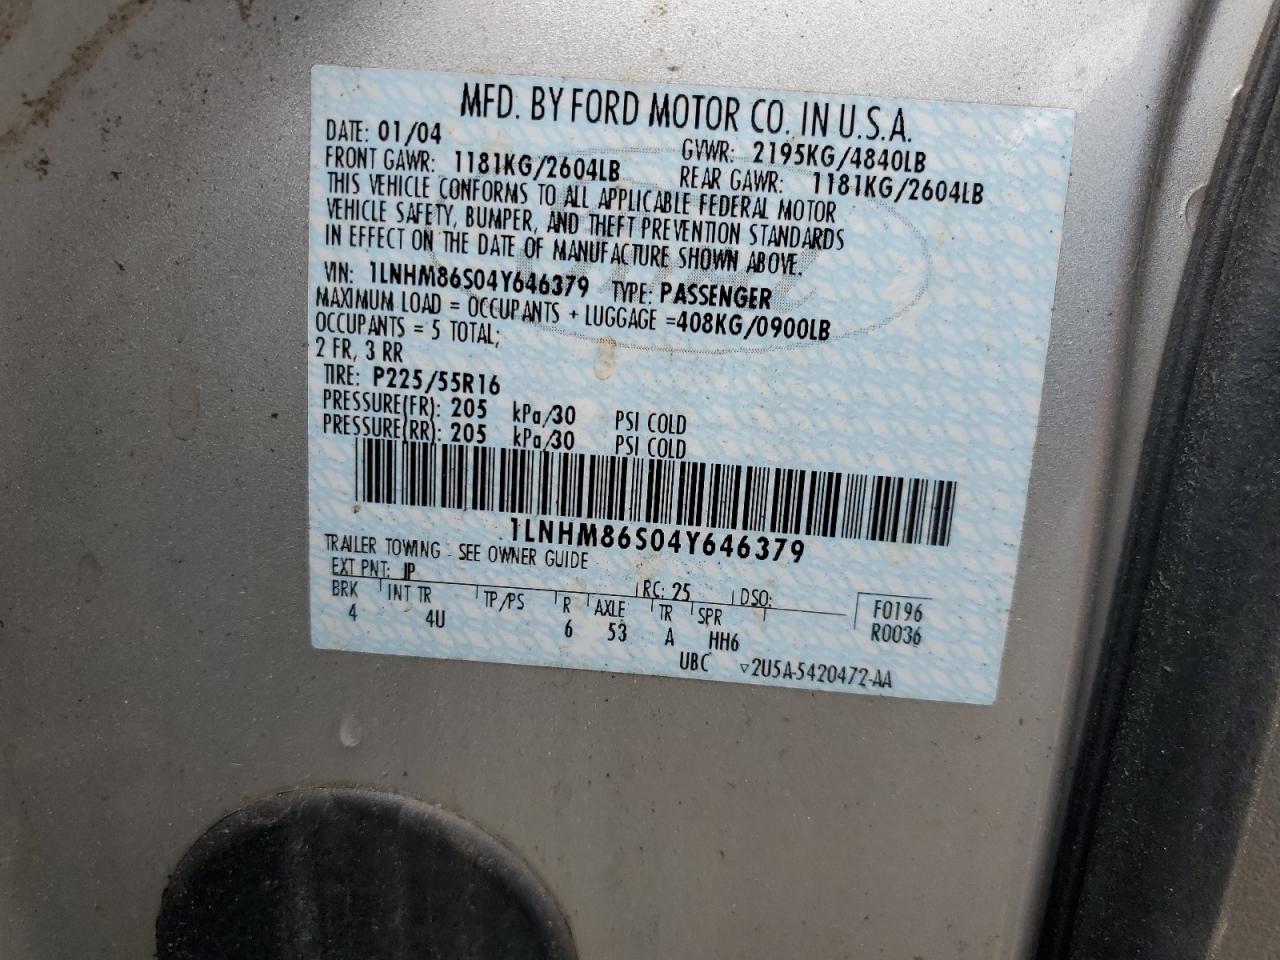 MFD. BY FORD MOTOR CO. IN U.S.A.
DATE: 01/04 GVWR: 2195KG/4840LB
FRONT GAWR: 1181KG/2604LB REAR GAWR: 1181KG/2604LB
THIS VEHICLE CONFORMS TO ALL APPLICABLE FEDERAL MOTOR
VEHICLE SAFETY, BUMPER, AND THEFT PREVENTION STANDARDS
IN EFFECT ON THE DATE OF MANUFACTURE SHOWN ABOVE.
VIN: 1LNHM86S04Y646379 TYPE: PASSENGER
MAXIMUM LOAD = OCCUPANTS + LUGGAGE =408KG/0900LB
OCCUPANTS = 5 TOTAL;
2 FR, 3 RR
TIRE: P225/55R16
PRESSURE(FR): 205 kPa/30 PSI COLD
PRESSURE(RR): 205 kPa/30 PSI COLD
1LNHM86S04Y646379
TRAILER TOWING - SEE OWNER GUIDE
EXT PNT: JP RC: 25 DSO: F0196
BRK INT TR TP/PS R AXLE TR SPR R0036
4 4U 6 53 A HH6
UBC ▽2U5A-5420472-AA